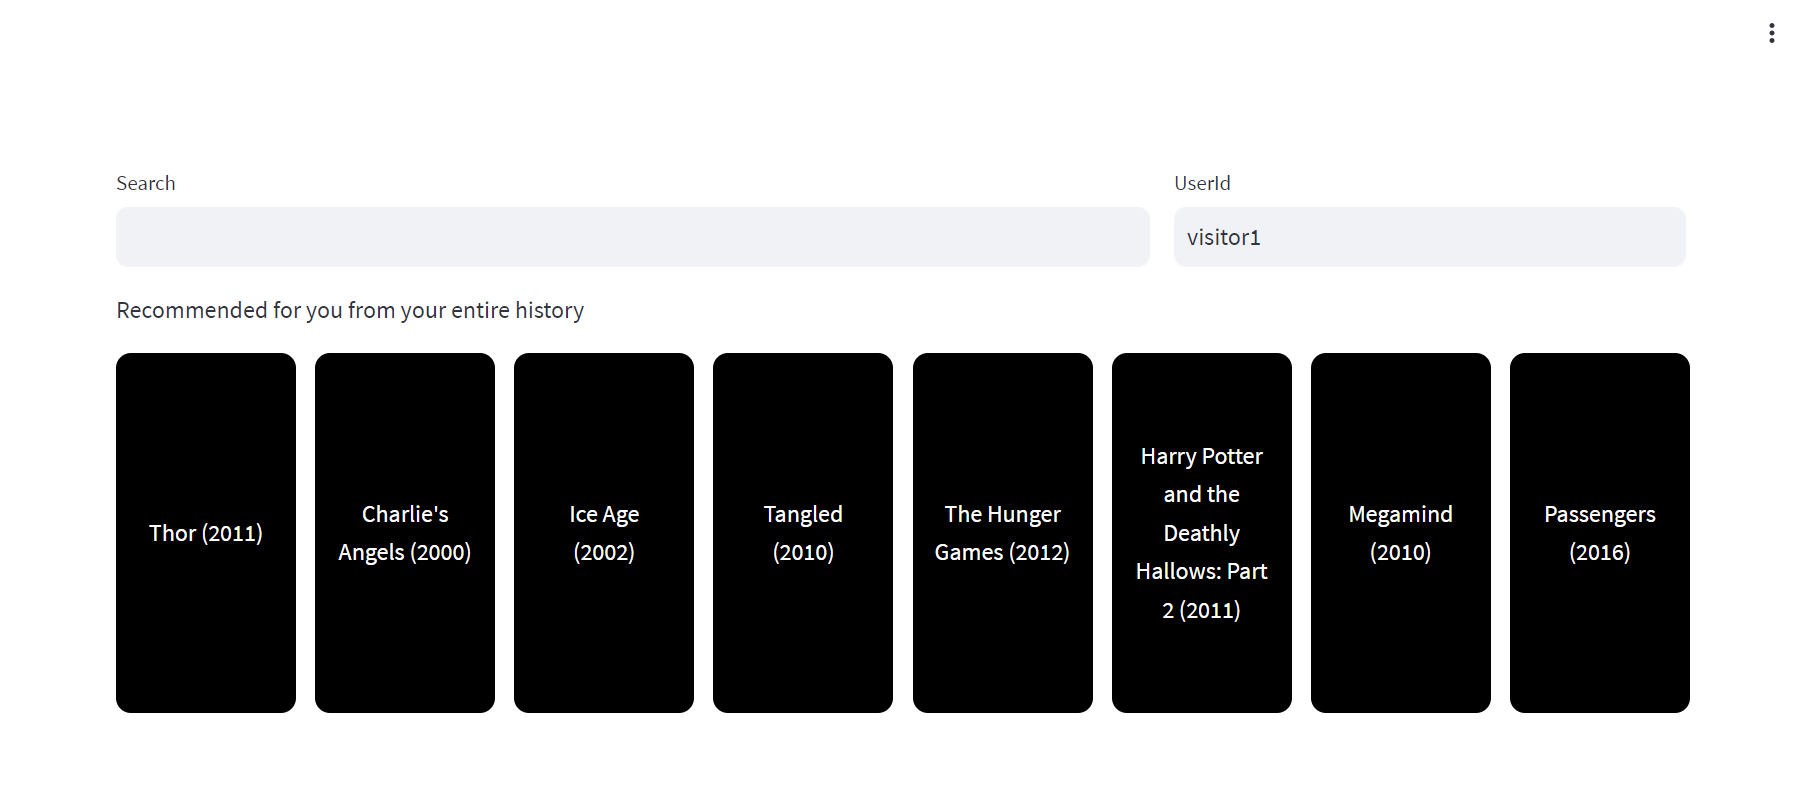 Search
UserId
visitor1
Recommended for you from your entire history
Thor (2011)
Charlie's
Angels (2000)
Ice Age
(2002)
Tangled
(2010)
The Hunger
Games (2012)
Harry Potter
and the
Deathly
Hallows: Part
2 (2011)
Megamind
(2010)
Passengers
(2016)